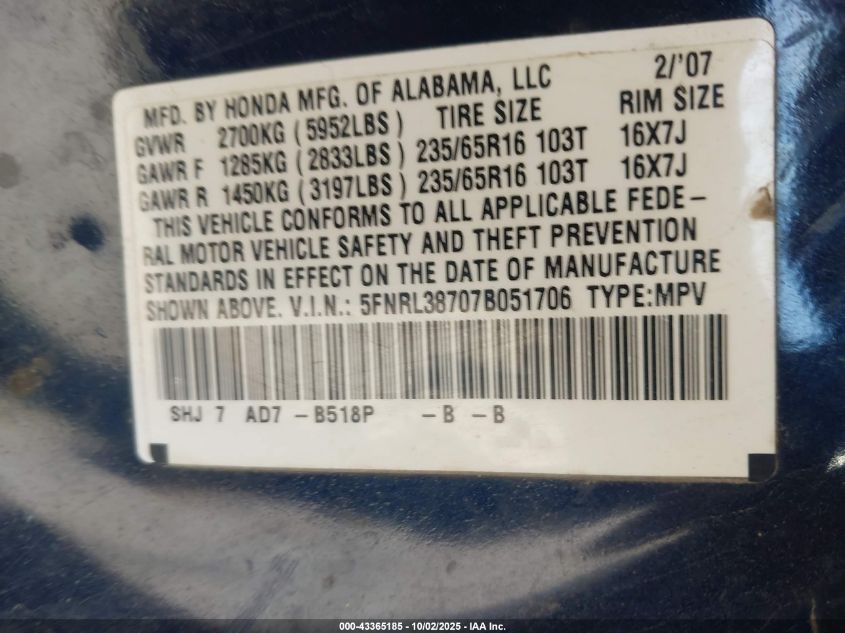 MFD. BY HONDA MFG. OF ALABAMA, LLC 2/'07
GVWR 2700KG (5952LBS) TIRE SIZE RIM SIZE
GAWR F 1285KG (2833LBS) 235/65R16 103T 16X7J
GAWR R 1450KG (3197LBS) 235/65R16 103T 16X7J
THIS VEHICLE CONFORMS TO ALL APPLICABLE FEDE-
RAL MOTOR VEHICLE SAFETY AND THEFT PREVENTION
STANDARDS IN EFFECT ON THE DATE OF MANUFACTURE
SHOWN ABOVE. V.I.N.: 5FNRL38707B051706 TYPE:MPV
SHJ 7 AD7 -B518P -B -B
000-43365185 - 10/02/2025 - IAA Inc.